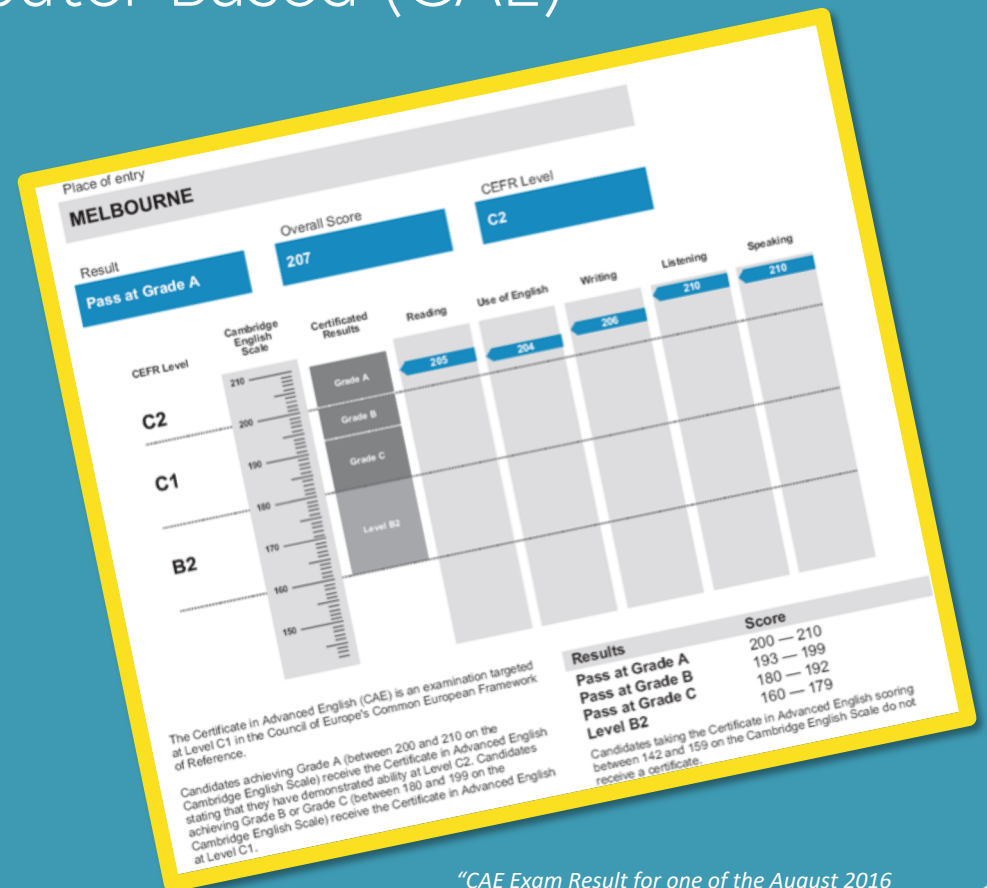 (CAE)
Place of entry
MELBOURNE
Result
Pass at Grade A
Overall Score
207
CEFR Level
C2
CEFR Level
Cambridge
English
Scale
Certificated
Results
Reading
Use of English
Writing
Listening
Speaking
205
204
206
210
210
C2
C1
B2
210
200
190
180
170
160
150
Grade A
Grade B
Grade C
Level B2
The Certificate in Advanced English (CAE) is an examination targeted
at Level C1 in the Council of Europe's Common European Framework
of Reference.
Candidates achieving Grade A (between 200 and 210 on the
Cambridge English Scale) receive the Certificate in Advanced English
stating that they have demonstrated ability at Level C2. Candidates
achieving Grade B or Grade C (between 180 and 199 on the
Cambridge English Scale) receive the Certificate in Advanced English
at Level C1.
Results Score
Pass at Grade A 200 — 210
Pass at Grade B 193 — 199
Pass at Grade C 180 — 192
Level B2 160 — 179
Candidates taking the Certificate in Advanced English scoring
between 142 and 159 on the Cambridge English Scale do not
receive a certificate.
“CAE Exam Result for one of the August 2016